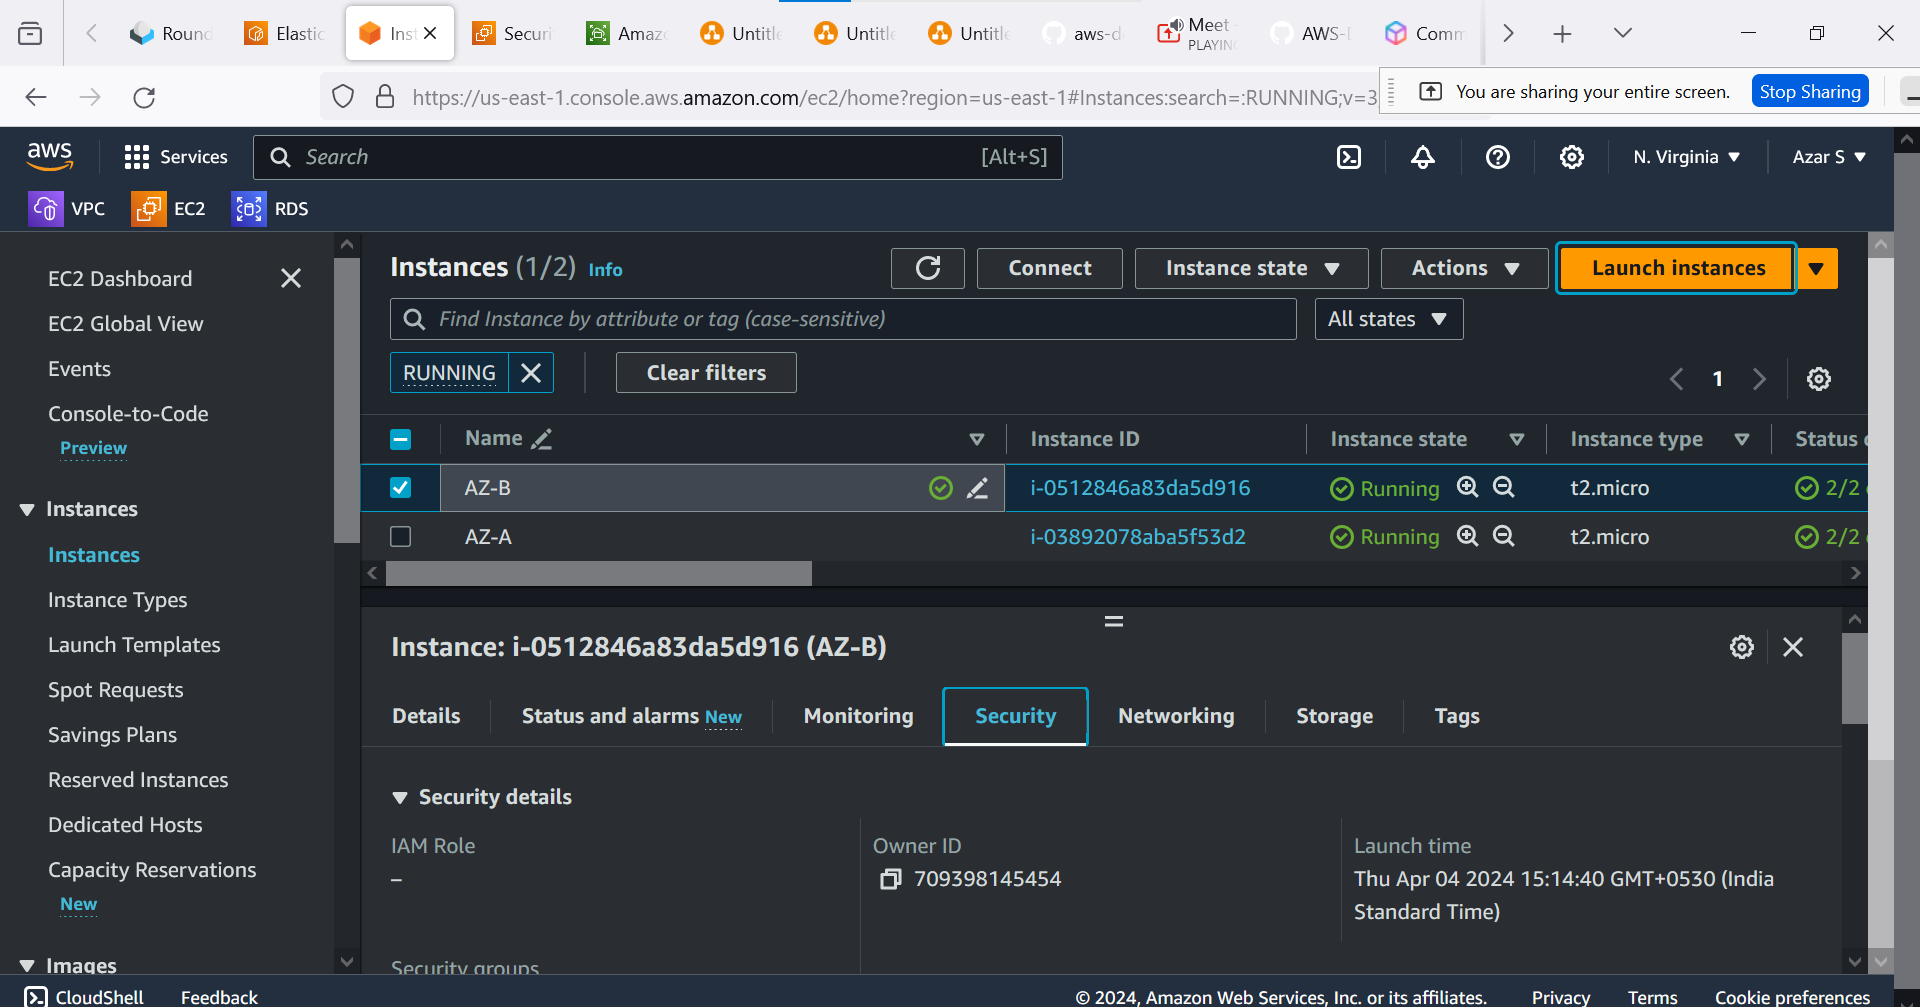 Round
Elastic
Inst
Securi
Amaz
Untitle
Untitle
Untitle
aws-d
Meet -
PLAYING
AWS-D
Comm
https://us-east-1.console.aws.amazon.com/ec2/home?region=us-east-1#Instances:search=:RUNNING;v=3
You are sharing your entire screen.
Stop Sharing
aws
Services
Search
[Alt+S]
N. Virginia
Azar S
VPC
EC2
RDS
EC2 Dashboard
EC2 Global View
Events
Console-to-Code
Preview
Instances
Instances
Instance Types
Launch Templates
Spot Requests
Savings Plans
Reserved Instances
Dedicated Hosts
Capacity Reservations
New
Images
Instances (1/2) Info
Connect
Instance state
Actions
Launch instances
Find Instance by attribute or tag (case-sensitive)
All states
RUNNING
Clear filters
1
Name
Instance ID
Instance state
Instance type
Status c
AZ-B
i-0512846a83da5d916
Running
t2.micro
2/2 c
AZ-A
i-03892078aba5f53d2
Running
t2.micro
2/2 c
Instance: i-0512846a83da5d916 (AZ-B)
Details
Status and alarms New
Monitoring
Security
Networking
Storage
Tags
Security details
IAM Role
–
Owner ID
709398145454
Launch time
Thu Apr 04 2024 15:14:40 GMT+0530 (India
Standard Time)
Security groups
CloudShell
Feedback
© 2024, Amazon Web Services, Inc. or its affiliates.
Privacy
Terms
Cookie preferences